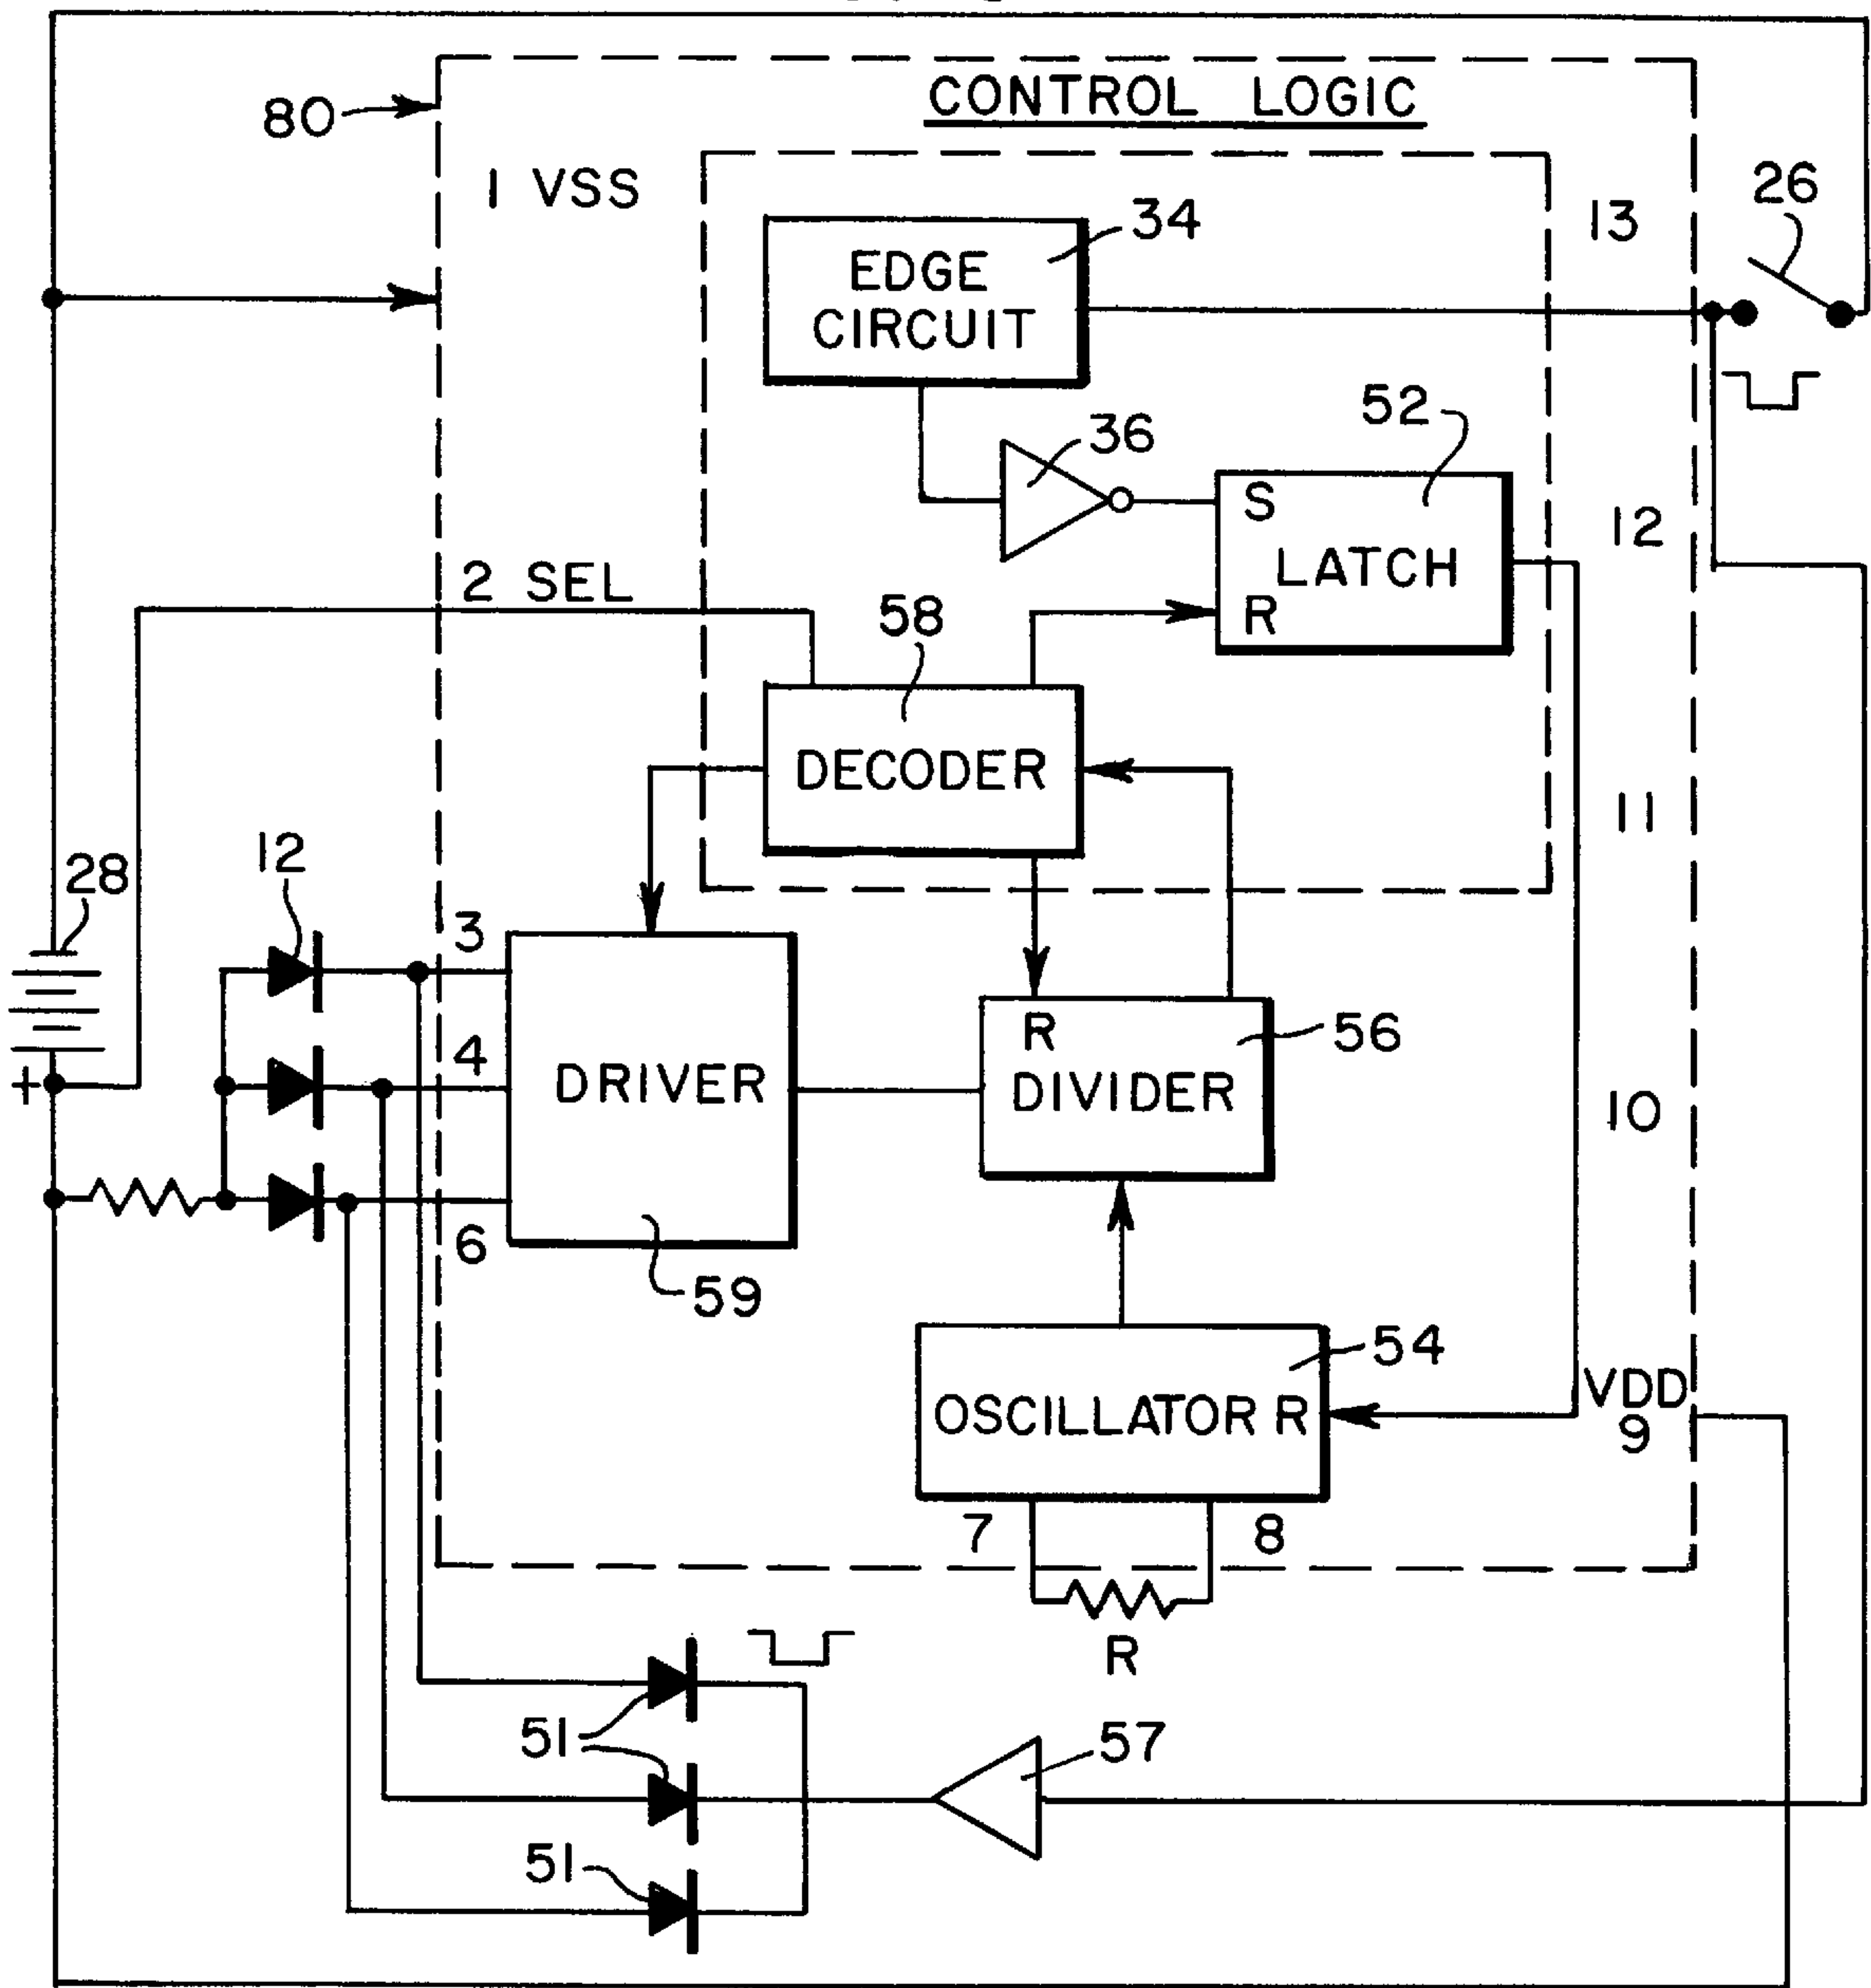 CONTROL LOGIC
80
1 VSS
26
13
34
EDGE
CIRCUIT
36
52
S
LATCH
R
12
2 SEL
58
DECODER
11
12
28
3
4
6
DRIVER
59
R
DIVIDER
56
10
+
54
OSCILLATOR R
VDD
9
7
8
R
51
57
51